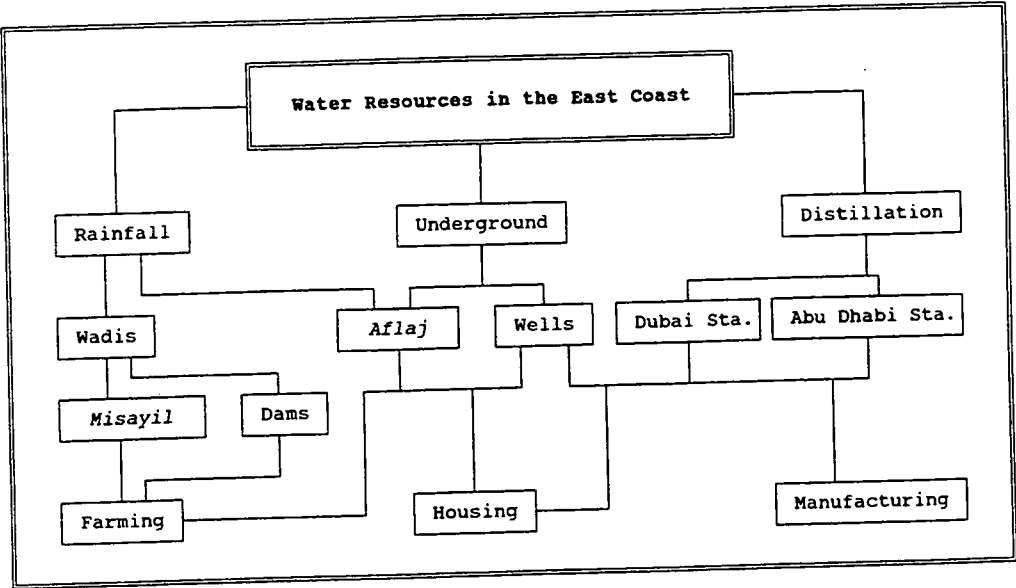 Water Resources in the East Coast
Rainfall
Underground
Distillation
Wadis
Aflaj
Wells
Dubai Sta.
Abu Dhabi Sta.
Misayil
Dams
Farming
Housing
Manufacturing